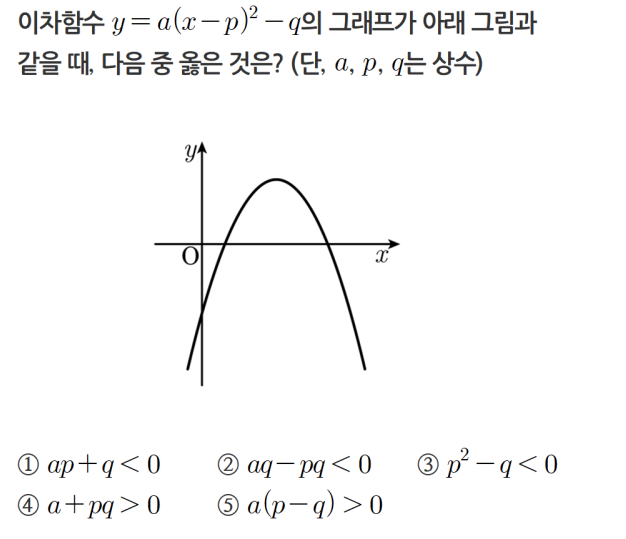 이차함수 y = a(x − p)² − q의 그래프가 아래 그림과
같을 때, 다음 중 옳은 것은? (단, a, p, q는 상수)
y
O
x
① ap + q < 0 ② aq − pq < 0 ③ p² − q < 0
④ a + pq > 0 ⑤ a(p − q) > 0